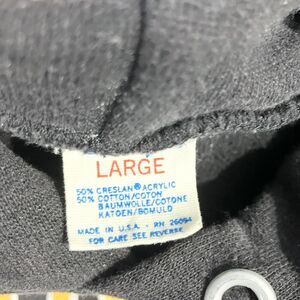 LARGE
50% CRESLAN® ACRYLIC
50% COTTON/COTON
BAUMWOLLE/COTONE
KATOEN/BOMULD
MADE IN U.S.A. - RN 26094
FOR CARE SEE REVERSE